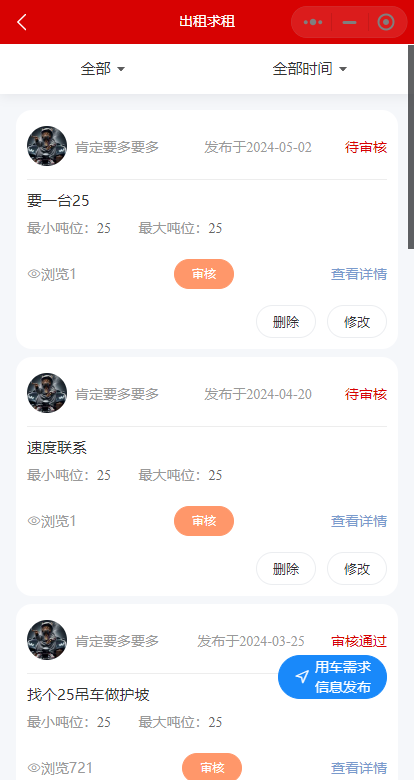 出租求租
全部 全部时间
肯定要多要多 发布于2024-05-02 待审核
要一台25
最小吨位：25 最大吨位：25
浏览1 审核 查看详情
删除 修改
肯定要多要多 发布于2024-04-20 待审核
速度联系
最小吨位：25 最大吨位：25
浏览1 审核 查看详情
删除 修改
肯定要多要多 发布于2024-03-25 审核通过
用车需求
信息发布
找个25吊车做护坡
最小吨位：25 最大吨位：25
浏览721 审核 查看详情